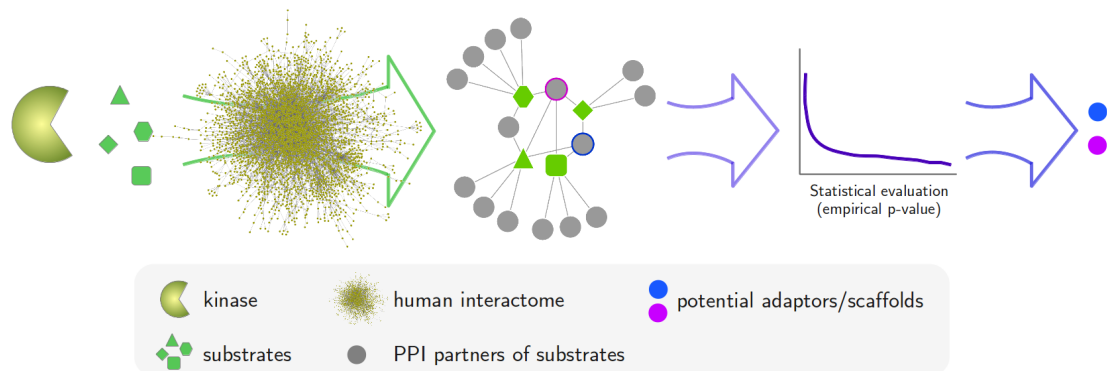 Statistical evaluation
(empirical p-value)
kinase
human interactome
potential adaptors/scaffolds
substrates
PPI partners of substrates